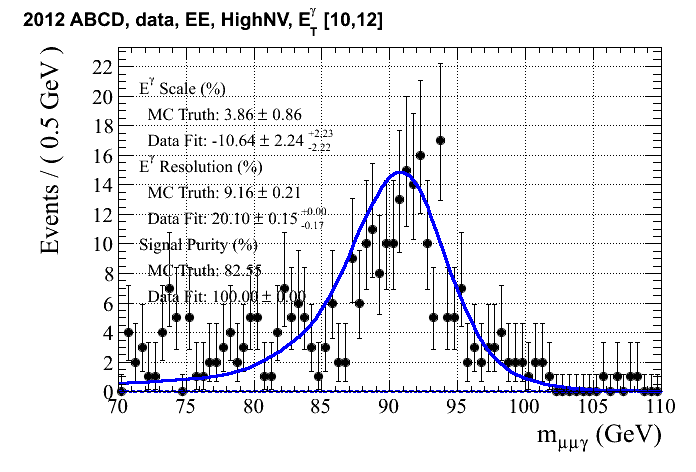 2012 ABCD, data, EE, HighNV, E_T^γ [10,12]
Events / ( 0.5 GeV )
22
20
18
16
14
12
10
8
6
4
2
0
E^γ Scale (%)
MC Truth: 3.86 ± 0.86
Data Fit: -10.64 ± 2.24 +2.23 -2.22
E^γ Resolution (%)
MC Truth: 9.16 ± 0.21
Data Fit: 20.10 ± 0.15 +0.00 -0.17
Signal Purity (%)
MC Truth: 82.55
Data Fit: 100.00 ± 0.00
70 75 80 85 90 95 100 105 110
m_μμγ (GeV)